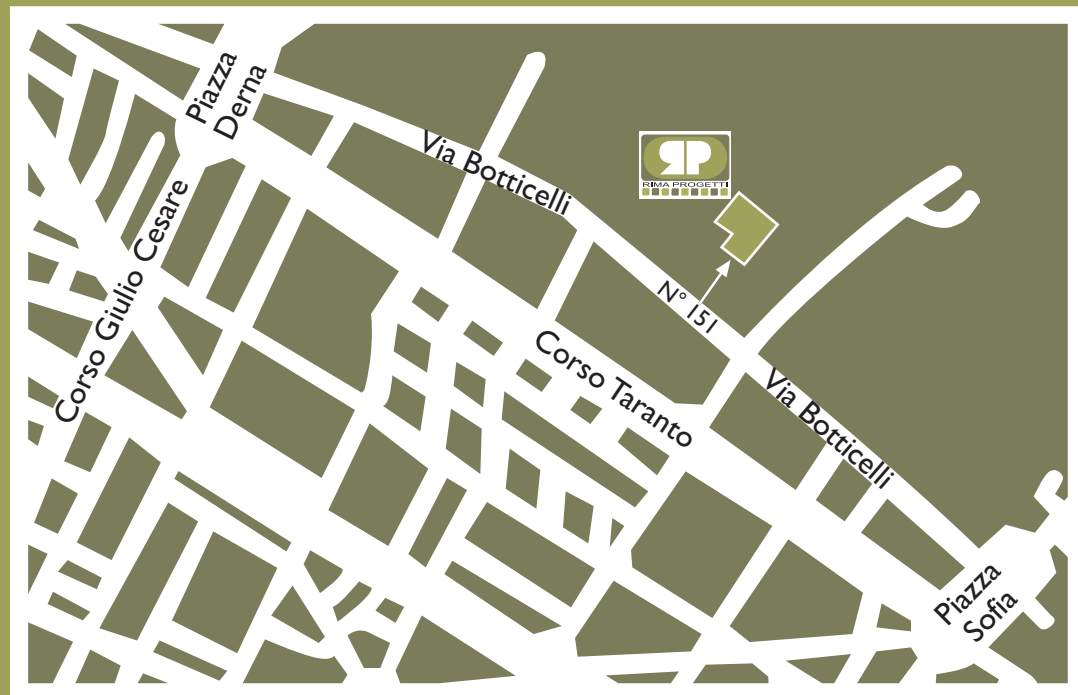 Piazza
Derna
Via Botticelli
RP
RIMA PROGETTI
N° 151
Corso Giulio Cesare
Corso Taranto
Via Botticelli
Piazza
Sofia